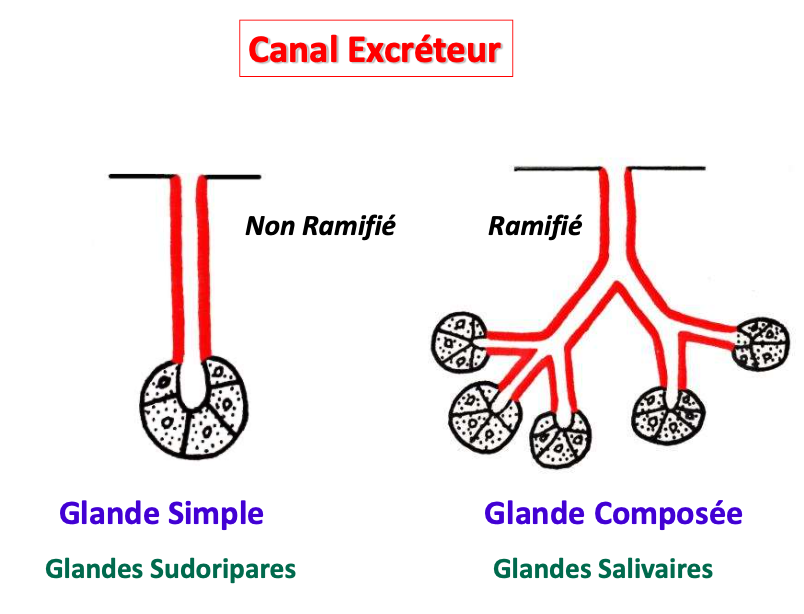 Canal Excréteur
Non Ramifié
Ramifié
Glande Simple
Glande Composée
Glandes Sudoripares
Glandes Salivaires